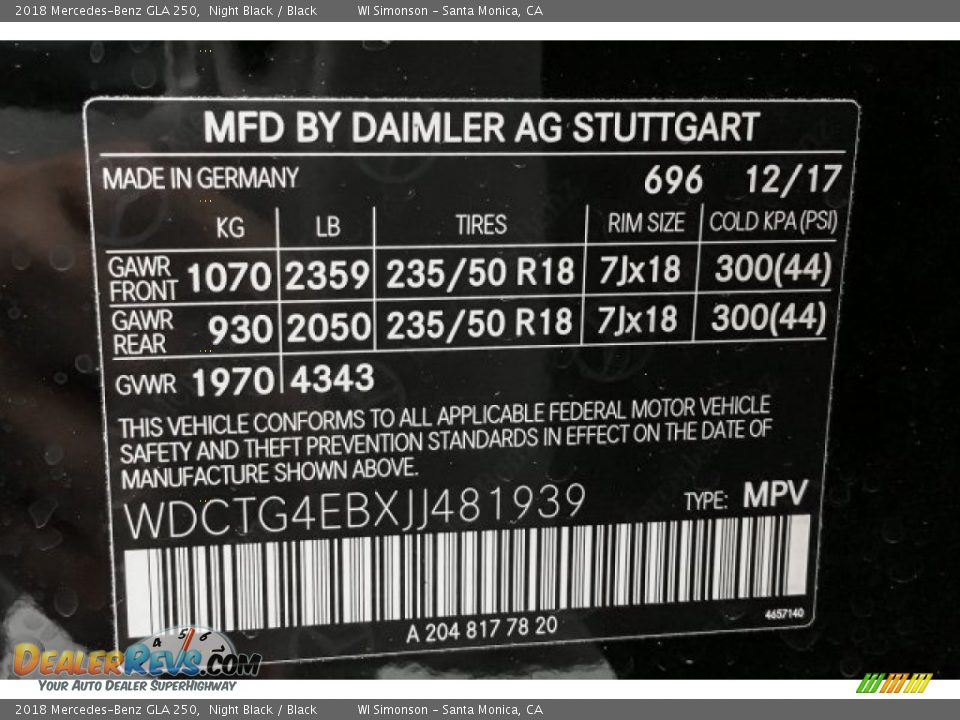 2018 Mercedes-Benz GLA 250, Night Black / Black WI Simonson - Santa Monica, CA
MFD BY DAIMLER AG STUTTGART
MADE IN GERMANY 696 12/17
KG LB TIRES RIM SIZE COLD KPA (PSI)
GAWR FRONT 1070 2359 235/50 R18 7Jx18 300(44)
GAWR REAR 930 2050 235/50 R18 7Jx18 300(44)
GVWR 1970 4343
THIS VEHICLE CONFORMS TO ALL APPLICABLE FEDERAL MOTOR VEHICLE
SAFETY AND THEFT PREVENTION STANDARDS IN EFFECT ON THE DATE OF
MANUFACTURE SHOWN ABOVE.
WDCTG4EBXJJ481939 TYPE: MPV
A 204 817 78 20 4657140
4 5 6 7
DEALERREVS.COM
YOUR AUTO DEALER SUPERHIGHWAY
2018 Mercedes-Benz GLA 250, Night Black / Black WI Simonson - Santa Monica, CA